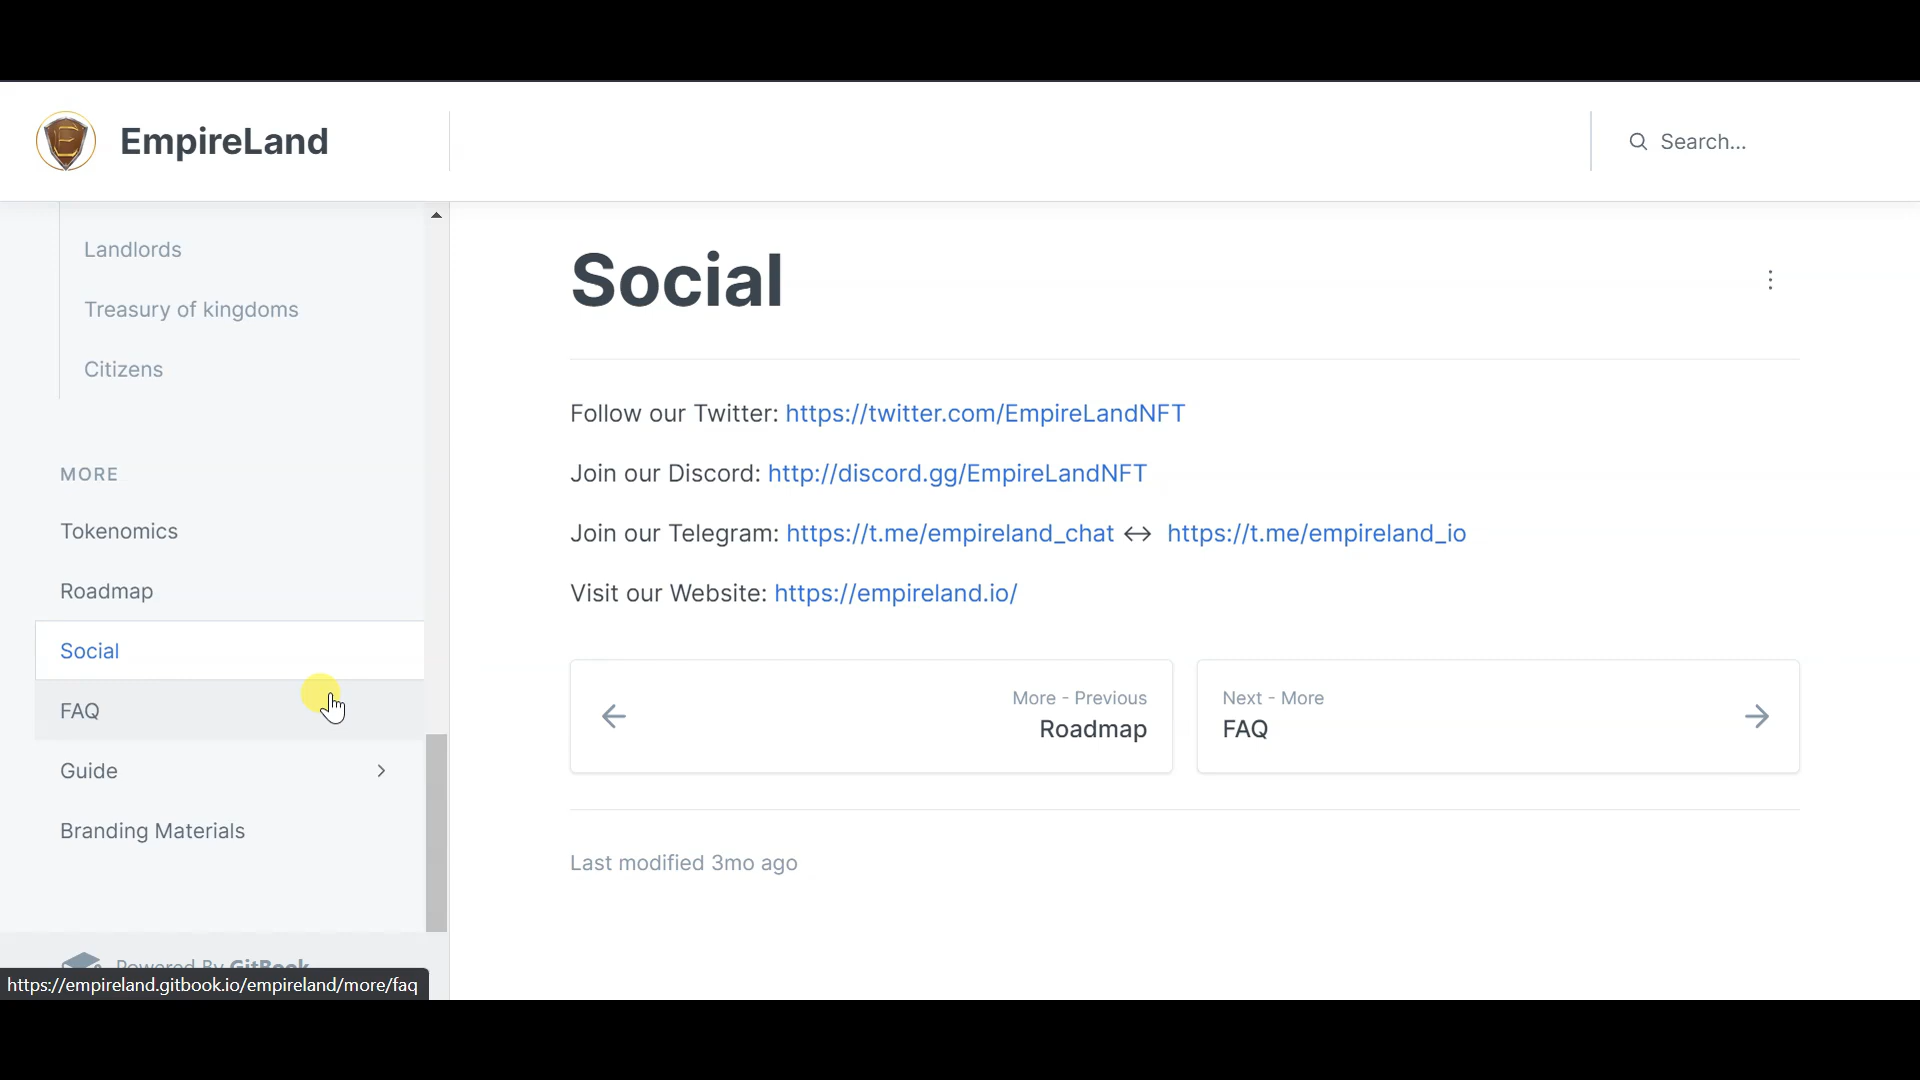 EmpireLand
Search...
Landlords
Treasury of kingdoms
Citizens
MORE
Tokenomics
Roadmap
Social
FAQ
Guide
Branding Materials
Powered By GitBook
https://empireland.gitbook.io/empireland/more/faq
Social
Follow our Twitter: https://twitter.com/EmpireLandNFT
Join our Discord: http://discord.gg/EmpireLandNFT
Join our Telegram: https://t.me/empireland_chat ↔ https://t.me/empireland_io
Visit our Website: https://empireland.io/
More - Previous
Roadmap
Next - More
FAQ
Last modified 3mo ago